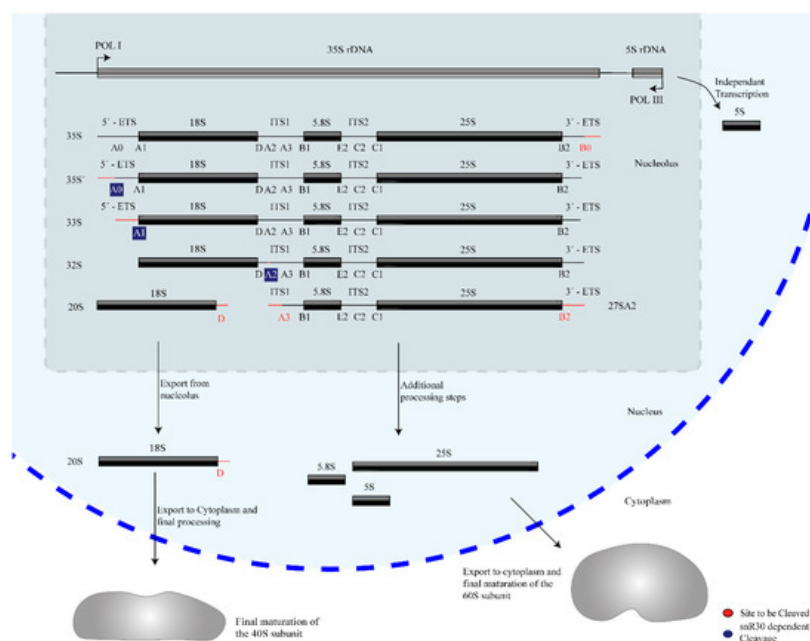 POL I
35S rDNA
5S rDNA
POL III
Independant
Transcription
5S
5´ - ETS 18S ITS1 5.8S ITS2 25S 3´ - ETS
35S
A0 A1 D A2 A3 B1 E2 C2 C1 B2 B0
Nucleolus
5´ - ETS 18S ITS1 5.8S ITS2 25S 3´ - ETS
35S
A0 A1 D A2 A3 B1 E2 C2 C1 B2
5´ - ETS 18S ITS1 5.8S ITS2 25S 3´ - ETS
33S
A1 D A2 A3 B1 E2 C2 C1 B2
18S ITS1 5.8S ITS2 25S 3´ - ETS
32S
D A2 A3 B1 E2 C2 C1 B2
18S ITS1 5.8S ITS2 25S 3´ - ETS
20S 27SA2
D A3 B1 E2 C2 C1 B2
Export from
nucleolus
Additional
processing steps
Nucleus
18S
20S
D
25S
5.8S
5S
Cytoplasm
Export to Cytoplasm and
final processing
Export to cytoplasm and
final maturation of the
60S subunit
Final maturation of
the 40S subunit
Site to be Cleaved
snR30 dependent
Cleavage